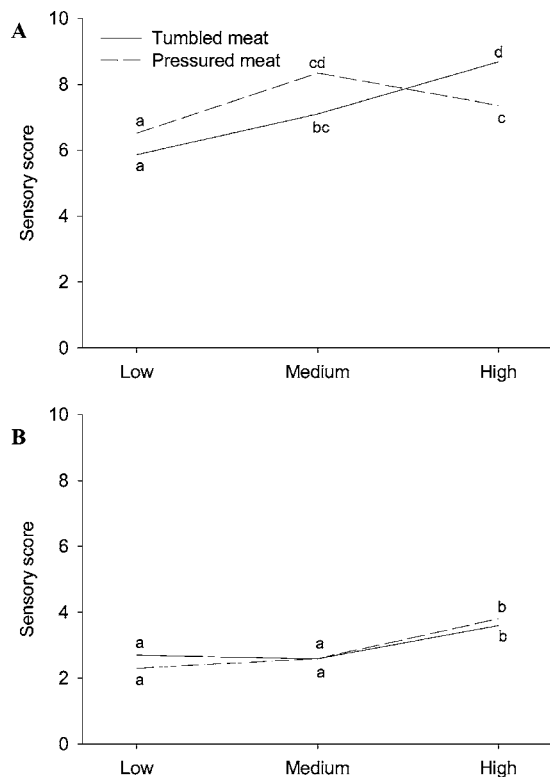 A
10
Tumbled meat
Pressured meat
8
6
4
2
0
Sensory score
a
a
cd
bc
d
c
Low Medium High
B
10
8
6
4
2
0
Sensory score
a
a
a
a
b
b
Low Medium High